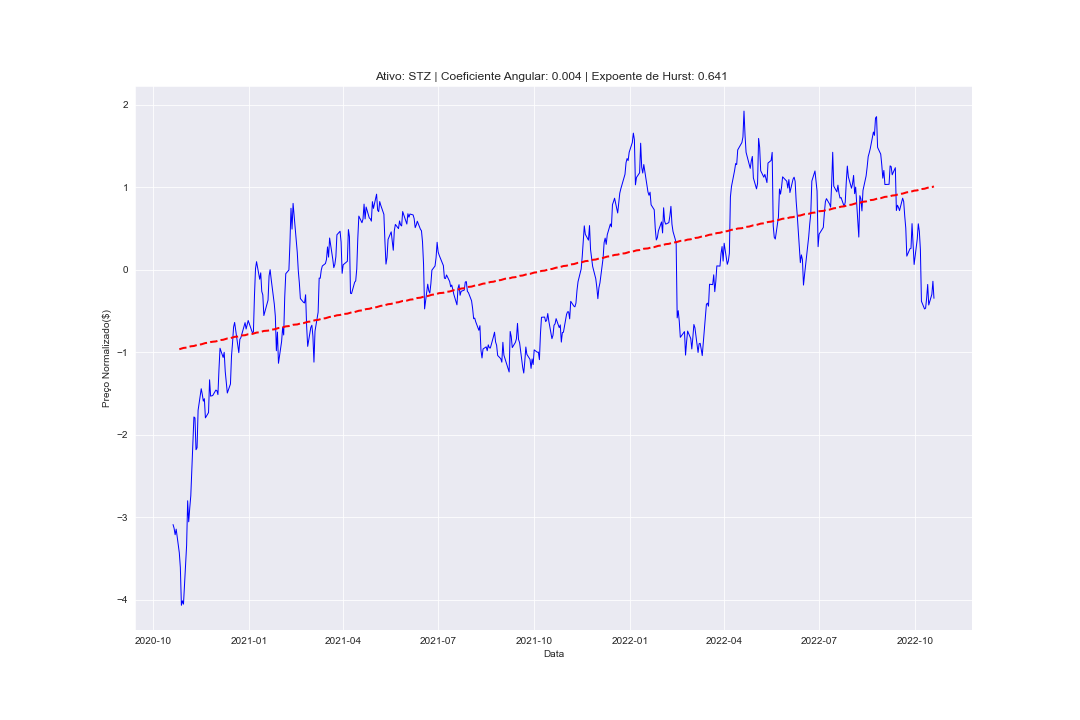 Ativo: STZ | Coeficiente Angular: 0.004 | Expoente de Hurst: 0.641
Preço Normalizado($)
2
1
0
−1
−2
−3
−4
2020-10 2021-01 2021-04 2021-07 2021-10 2022-01 2022-04 2022-07 2022-10
Data